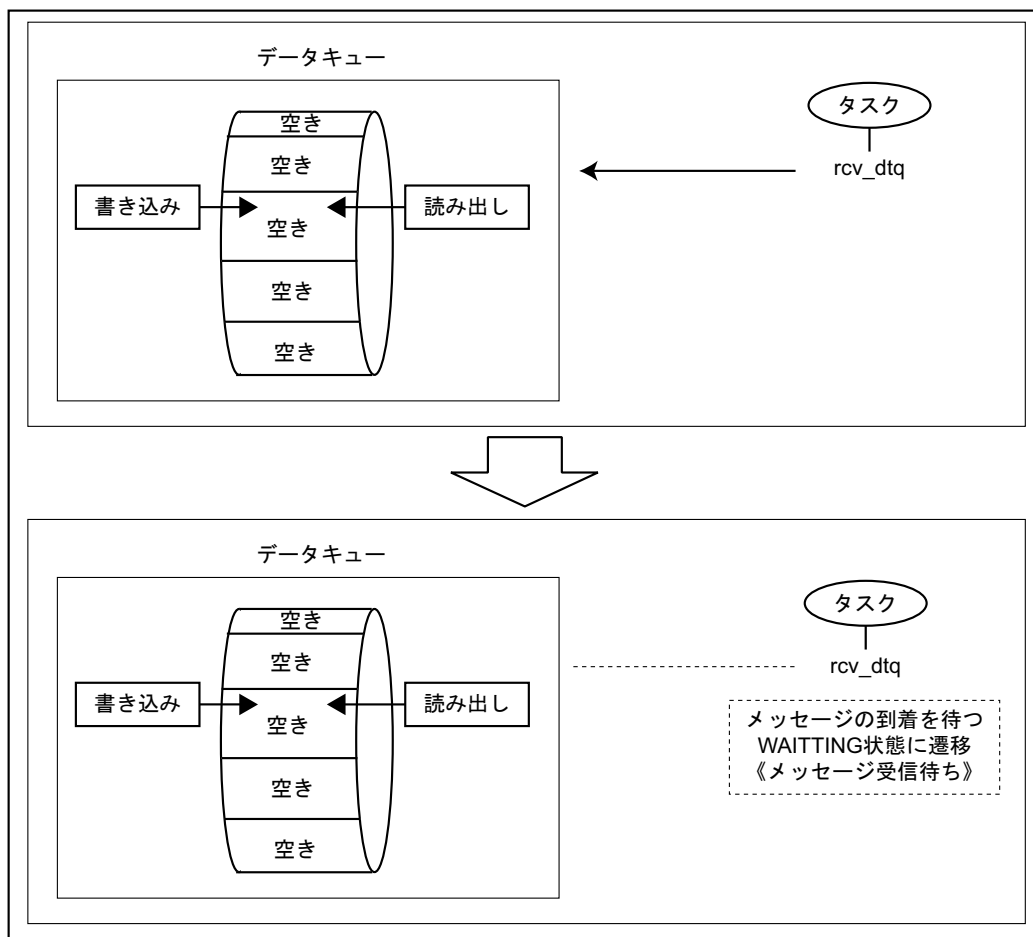 データキュー
タスク
rcv_dtq
空き
空き
書き込み
空き
読み出し
空き
空き
データキュー
タスク
rcv_dtq
空き
空き
書き込み
空き
読み出し
メッセージの到着を待つ
WAITTING状態に遷移
《メッセージ受信待ち》
空き
空き